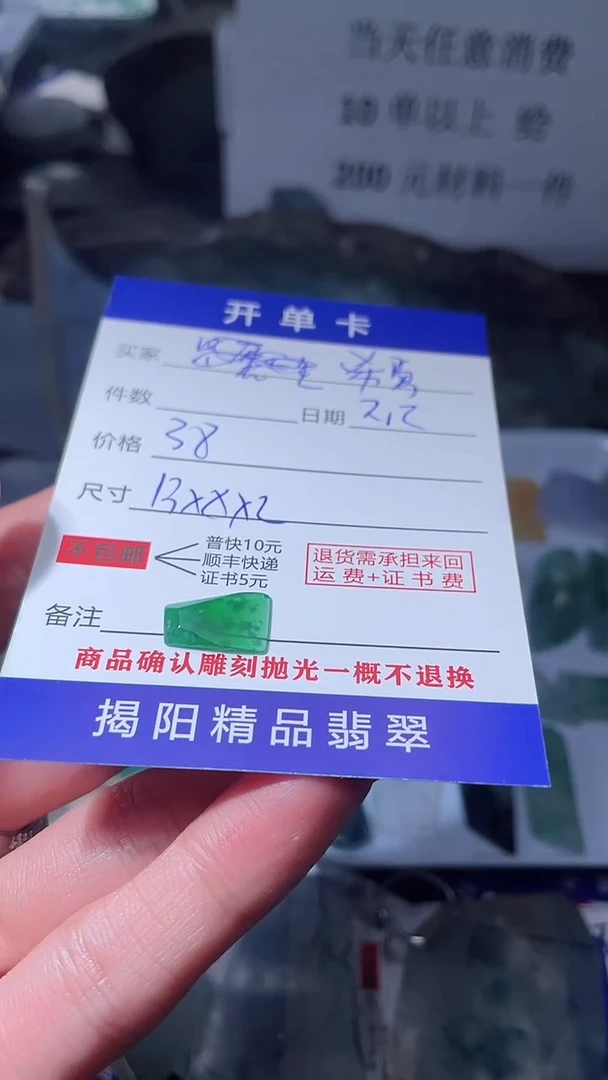 当天任意消费
10单以上 给
200元材料一件
开单卡
买家
件数
日期 2,12
价格 38
尺寸 13X8X2
不包邮
普快10元
顺丰快递
证书5元
退货需承担来回
运费+证书费
备注
商品确认雕刻抛光一概不退换
揭阳精品翡翠